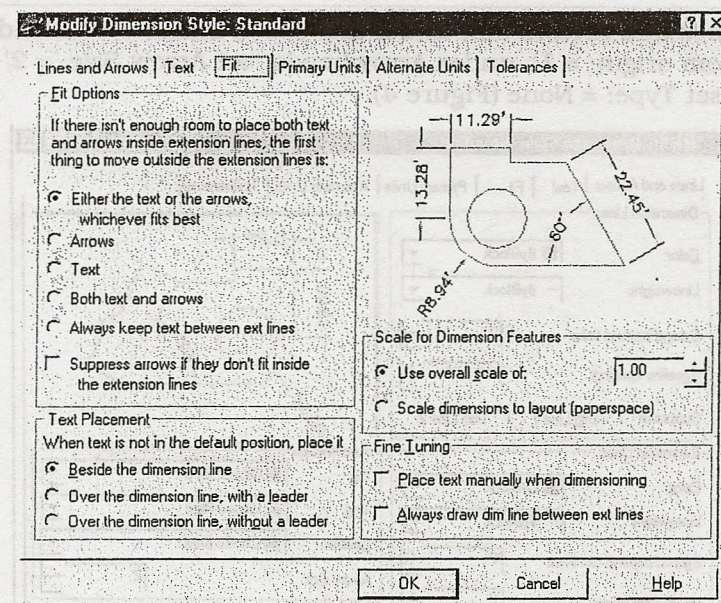 Modify Dimension Style: Standard
Lines and Arrows Text Fit Primary Units Alternate Units Tolerances
Fit Options
If there isn't enough room to place both text
and arrows inside extension lines, the first
thing to move outside the extension lines is:
Either the text or the arrows,
whichever fits best
Arrows
Text
Both text and arrows
Always keep text between ext lines
Suppress arrows if they don't fit inside
the extension lines
Text Placement
When text is not in the default position, place it
Beside the dimension line
Over the dimension line, with a leader
Over the dimension line, without a leader
11.29'
13.28'
22.45'
R8.94'
Scale for Dimension Features
Use overall scale of: 1.00
Scale dimensions to layout (paperspace)
Fine Tuning
Place text manually when dimensioning
Always draw dim line between ext lines
OK Cancel Help
set Type: = None (Figure